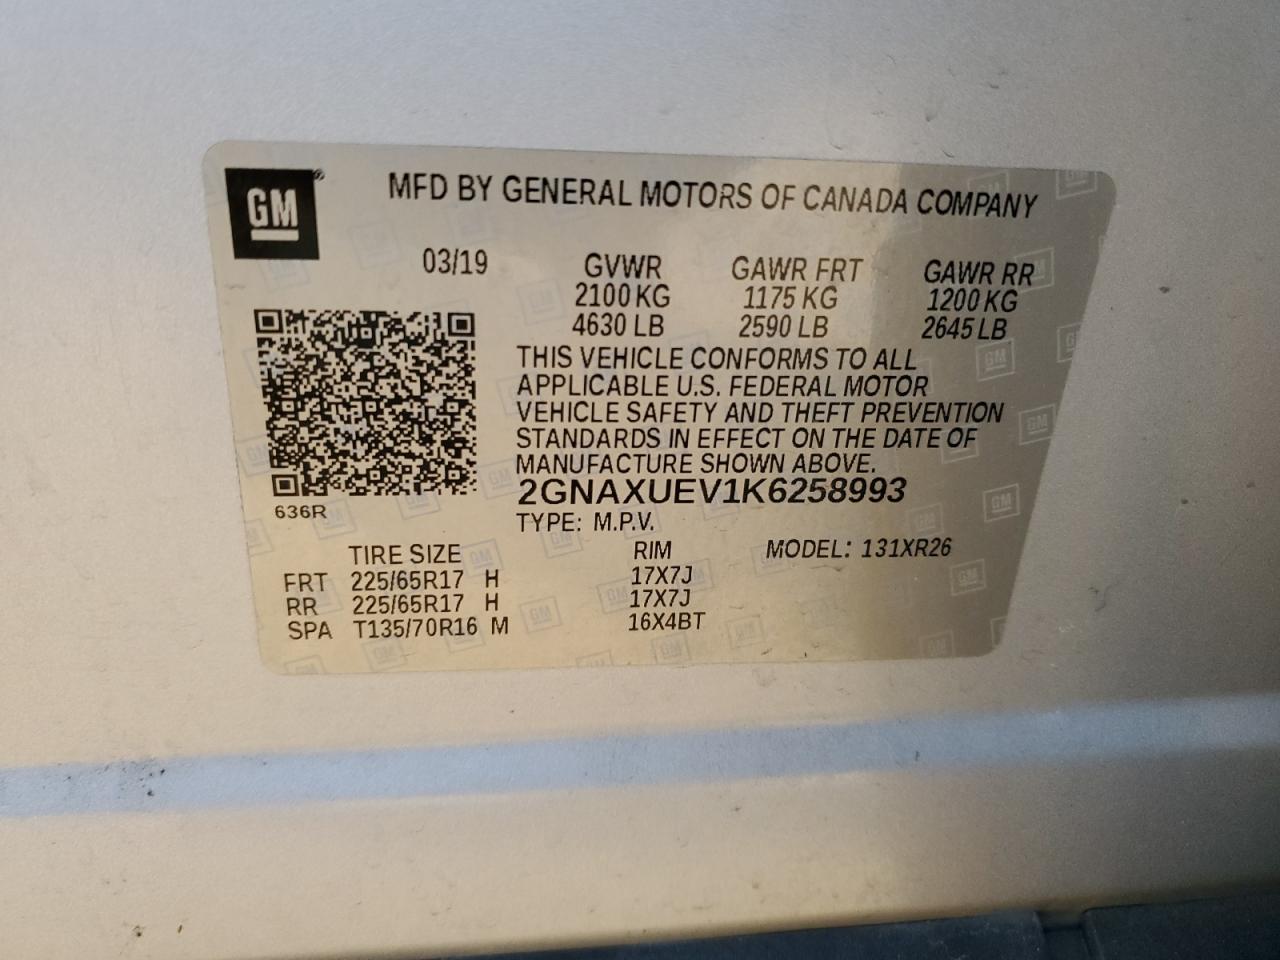 GM
MFD BY GENERAL MOTORS OF CANADA COMPANY
03/19 GVWR GAWR FRT GAWR RR
2100 KG 1175 KG 1200 KG
4630 LB 2590 LB 2645 LB
THIS VEHICLE CONFORMS TO ALL
APPLICABLE U.S. FEDERAL MOTOR
VEHICLE SAFETY AND THEFT PREVENTION
STANDARDS IN EFFECT ON THE DATE OF
MANUFACTURE SHOWN ABOVE.
2GNAXUEV1K6258993
636R
TYPE: M.P.V.
TIRE SIZE RIM MODEL: 131XR26
FRT 225/65R17 H 17X7J
RR 225/65R17 H 17X7J
SPA T135/70R16 M 16X4BT